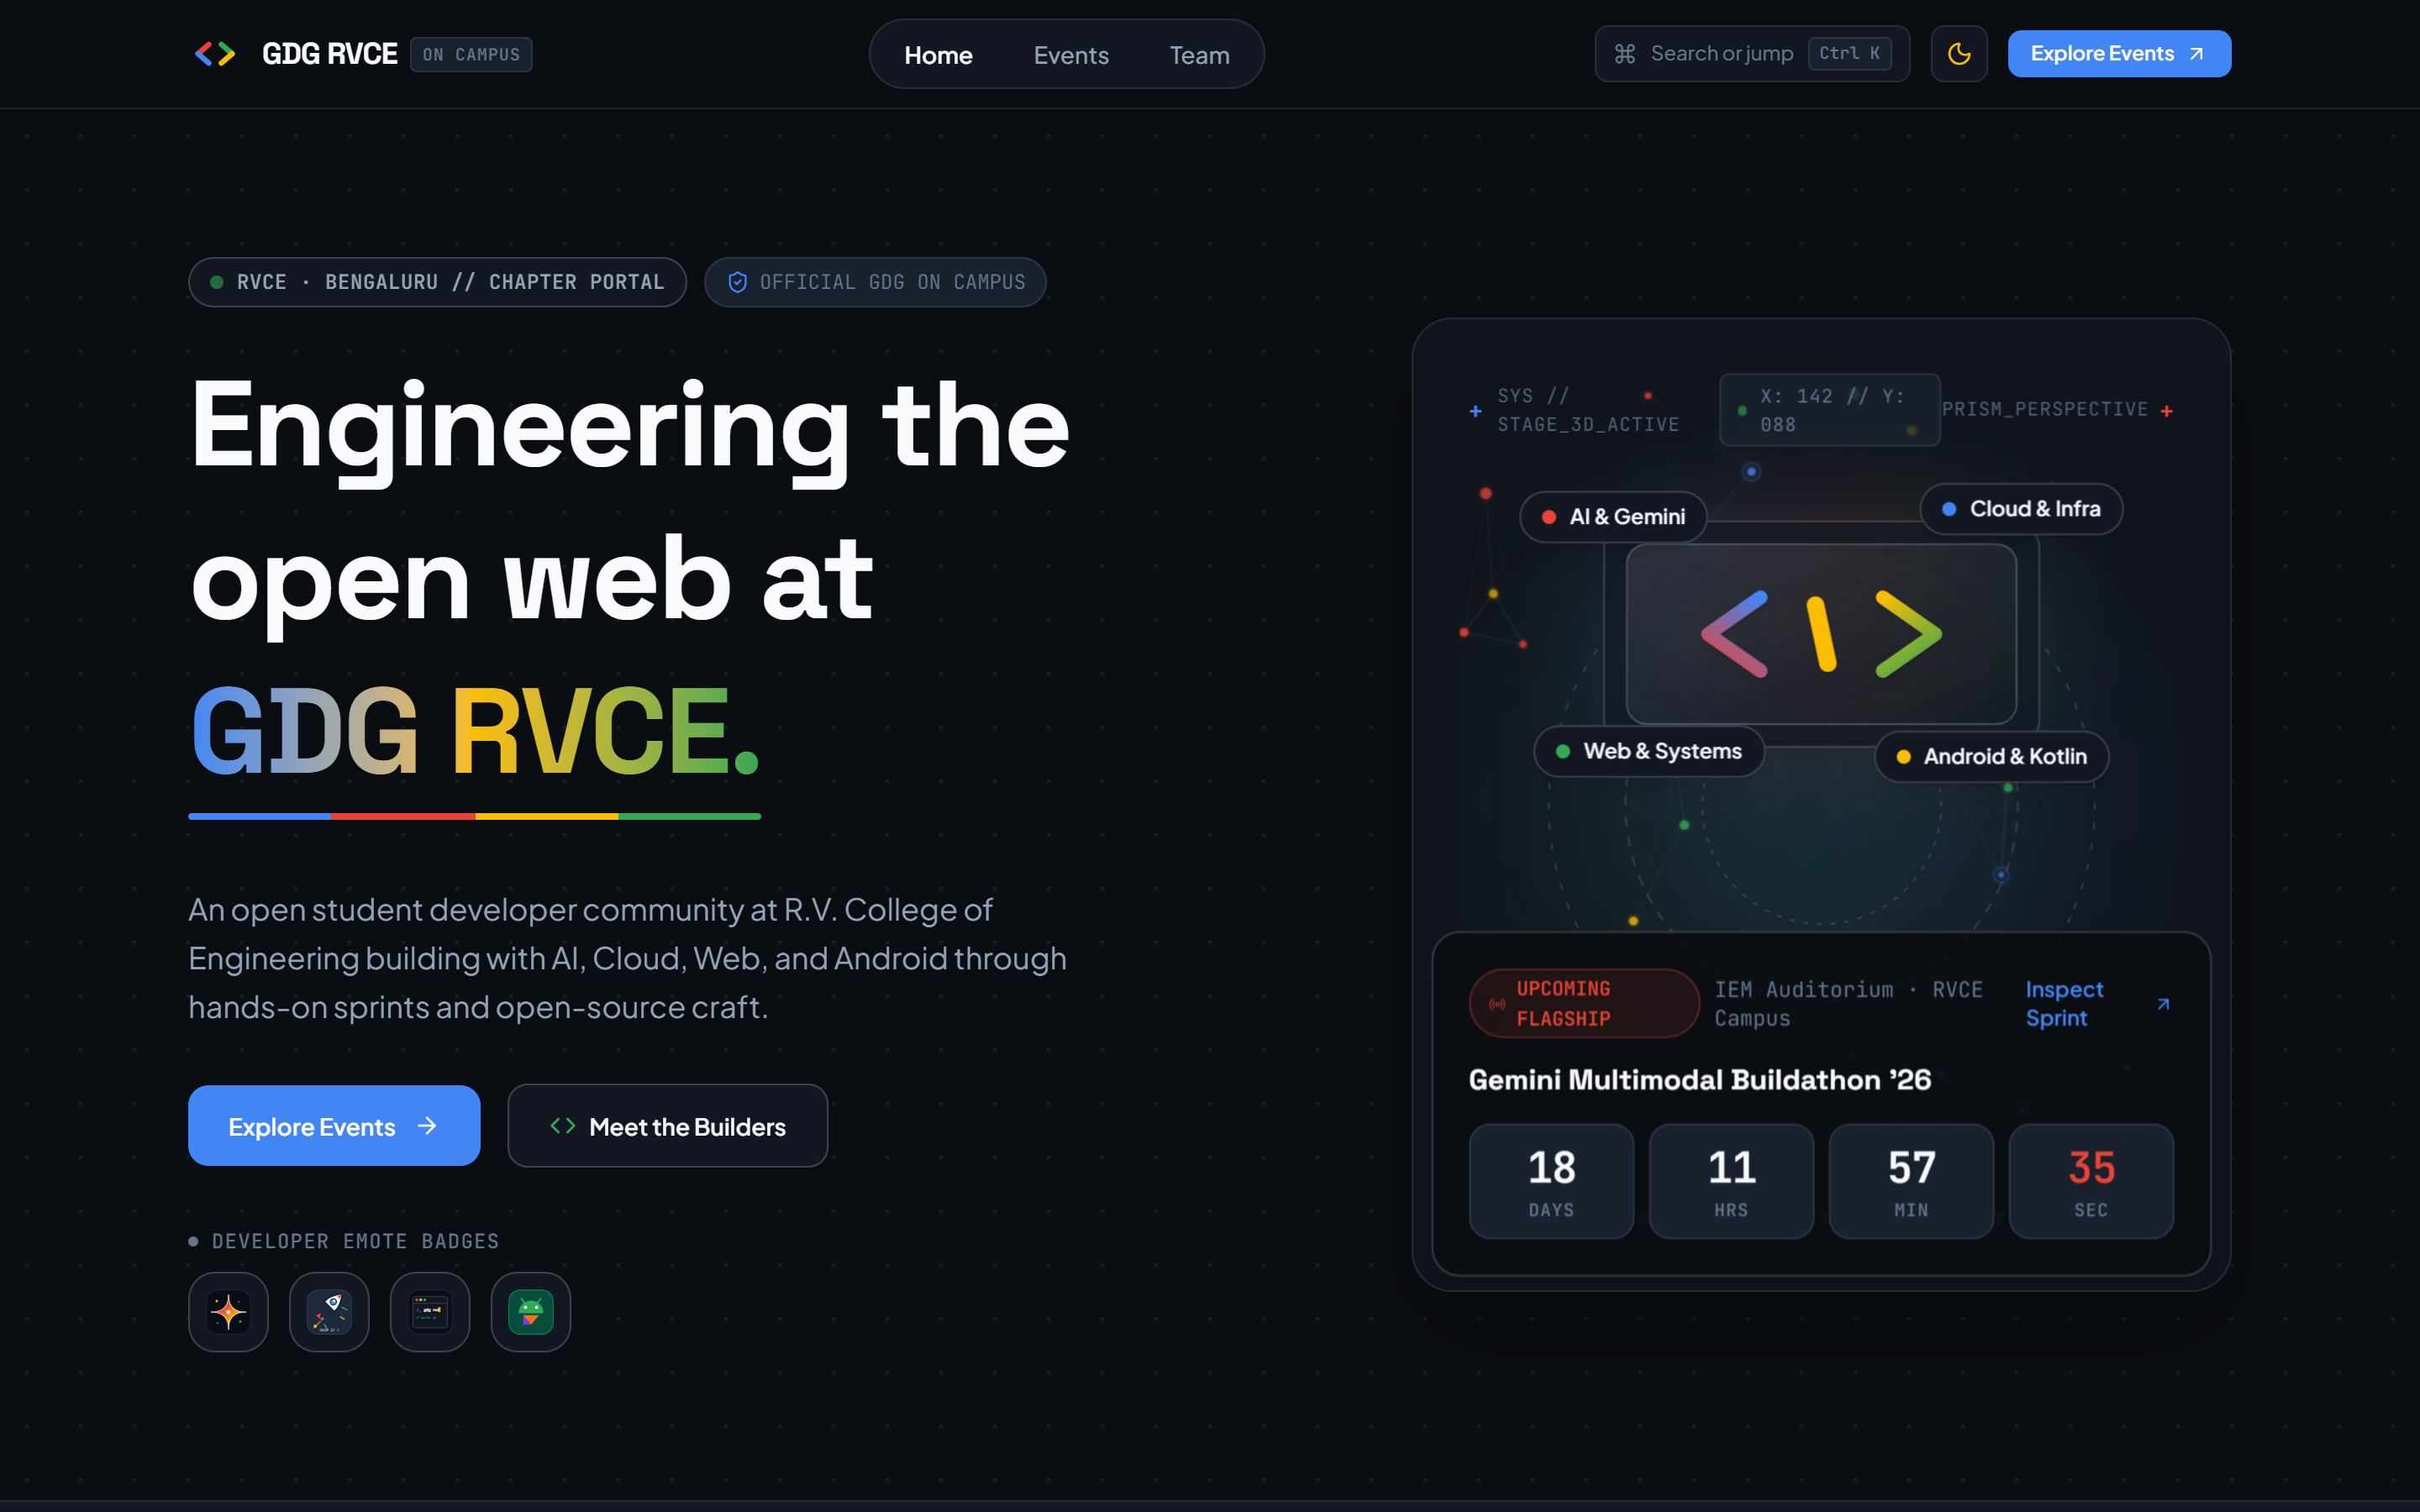 GDG RVCE ON CAMPUS
Home Events Team
Search or jump Ctrl K
Explore Events
RVCE · BENGALURU // CHAPTER PORTAL
OFFICIAL GDG ON CAMPUS
Engineering the
open web at
GDG RVCE.
An open student developer community at R.V. College of
Engineering building with AI, Cloud, Web, and Android through
hands-on sprints and open-source craft.
Explore Events
Meet the Builders
DEVELOPER EMOTE BADGES
SYS //
STAGE_3D_ACTIVE
X: 142 // Y:
088
PRISM_PERSPECTIVE
AI & Gemini
Cloud & Infra
Web & Systems
Android & Kotlin
UPCOMING
FLAGSHIP
IEM Auditorium · RVCE
Campus
Inspect
Sprint
Gemini Multimodal Buildathon ’26
18 11 57 35
DAYS HRS MIN SEC